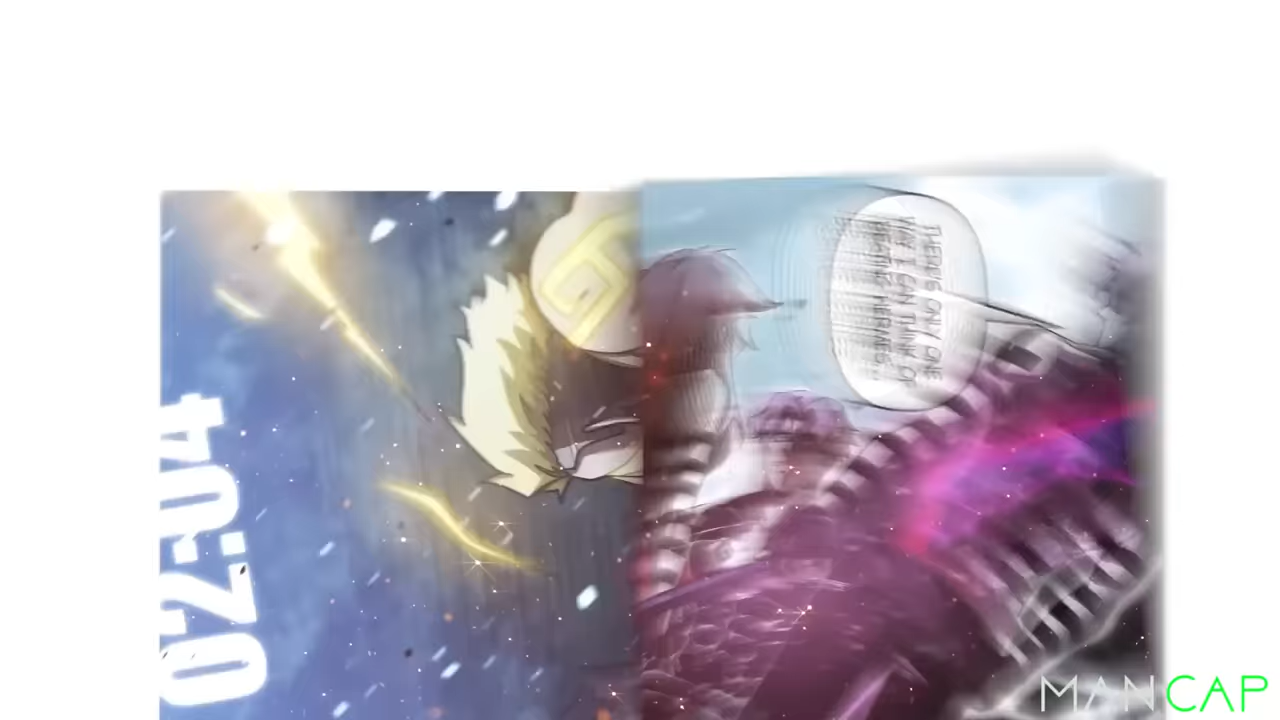 02:04
THERE'S ONLY ONE
WAY I CAN THINK OF
BEATING HERMES...
MANCAP